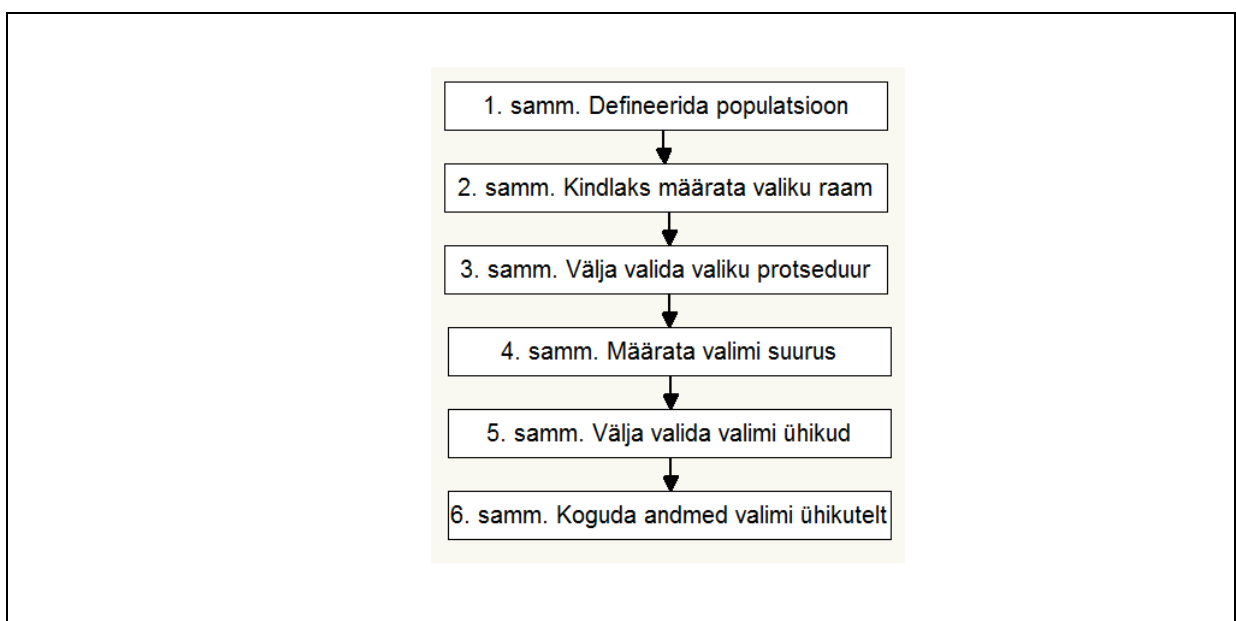 1. samm. Defineerida populatsioon
2. samm. Kindlaks määrata valiku raam
3. samm. Välja valida valiku protseduur
4. samm. Määrata valimi suurus
5. samm. Välja valida valimi ühikud
6. samm. Koguda andmed valimi ühikutelt